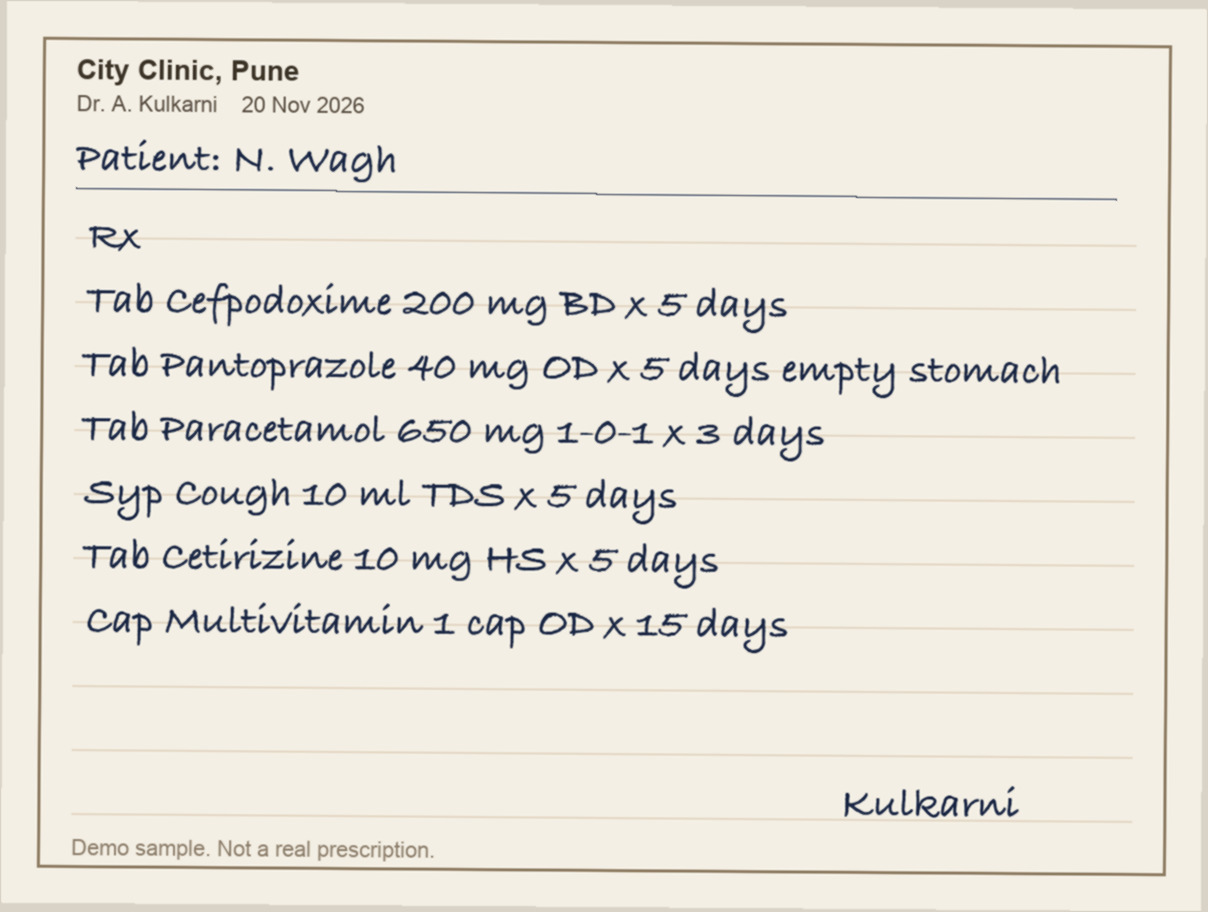 City Clinic, Pune
Dr. A. Kulkarni 20 Nov 2026
Patient: N. Wagh
Rx
Tab Cefpodoxime 200 mg BD x 5 days
Tab Pantoprazole 40 mg OD x 5 days empty stomach
Tab Paracetamol 650 mg 1-0-1 x 3 days
Syp Cough 10 ml TDS x 5 days
Tab Cetirizine 10 mg HS x 5 days
Cap Multivitamin 1 cap OD x 15 days
Kulkarni
Demo sample. Not a real prescription.